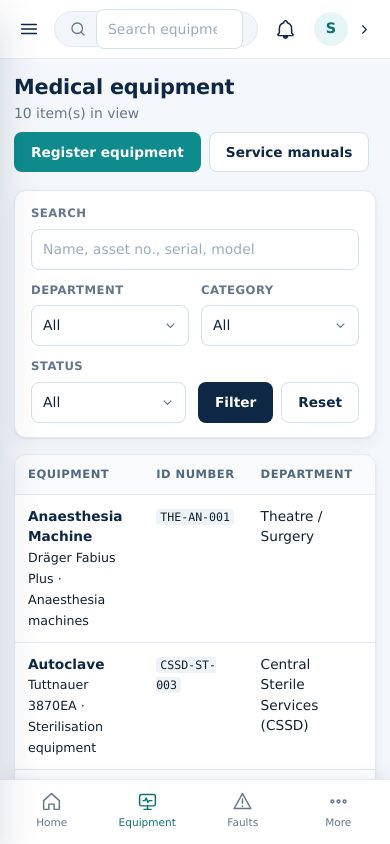 Search equipme
S
Medical equipment
10 item(s) in view
Register equipment
Service manuals
SEARCH
Name, asset no., serial, model
DEPARTMENT
CATEGORY
All
All
STATUS
All
Filter
Reset
EQUIPMENT
ID NUMBER
DEPARTMENT
Anaesthesia
Machine
Dräger Fabius
Plus ·
Anaesthesia
machines
THE-AN-001
Theatre /
Surgery
Autoclave
Tuttnauer
3870EA ·
Sterilisation
equipment
CSSD-ST-
003
Central
Sterile
Services
(CSSD)
Home
Equipment
Faults
More